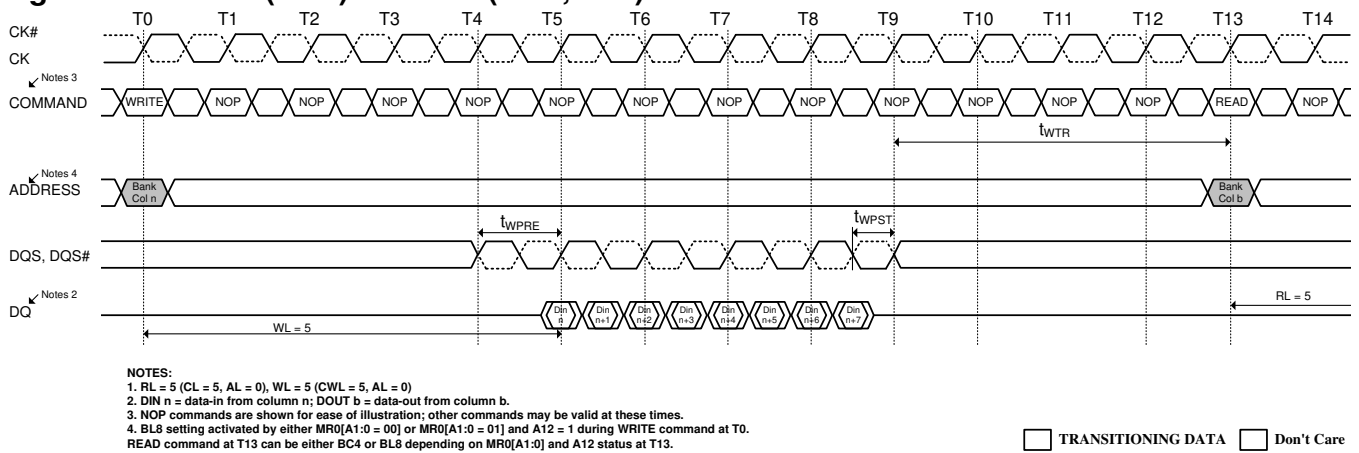 T0 T1 T2 T3 T4 T5 T6 T7 T8 T9 T10 T11 T12 T13 T14
CK#
CK
Notes 3
COMMAND WRITE NOP NOP NOP NOP NOP NOP NOP NOP NOP NOP NOP NOP READ NOP
tWTR
Notes 4
ADDRESS
Bank
Col n
Bank
Col b
tWPRE
tWPST
DQS, DQS#
Notes 2
DQ
Din
n
Din
n+1
Din
n+2
Din
n+3
Din
n+4
Din
n+5
Din
n+6
Din
n+7
RL = 5
WL = 5
NOTES:
1. RL = 5 (CL = 5, AL = 0), WL = 5 (CWL = 5, AL = 0)
2. DIN n = data-in from column n; DOUT b = data-out from column b.
3. NOP commands are shown for ease of illustration; other commands may be valid at these times.
4. BL8 setting activated by either MR0[A1:0 = 00] or MR0[A1:0 = 01] and A12 = 1 during WRITE command at T0.
READ command at T13 can be either BC4 or BL8 depending on MR0[A1:0] and A12 status at T13.
TRANSITIONING DATA
Don't Care